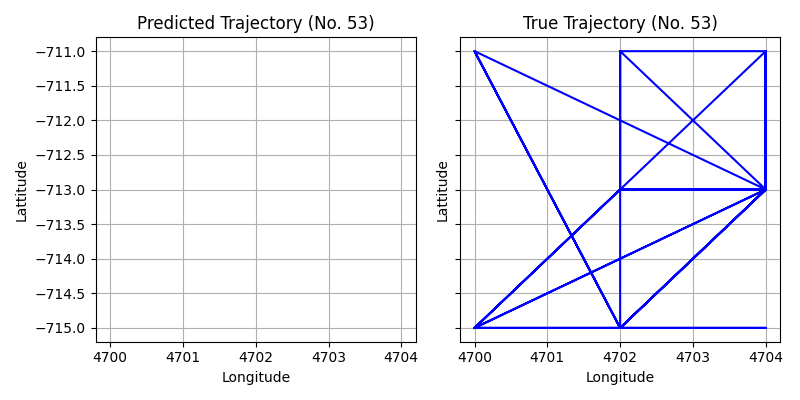 Predicted Trajectory (No. 53)
True Trajectory (No. 53)
−711.0
−711.5
−712.0
−712.5
−713.0
−713.5
−714.0
−714.5
−715.0
Lattitude
Lattitude
4700 4701 4702 4703 4704
4700 4701 4702 4703 4704
Longitude
Longitude